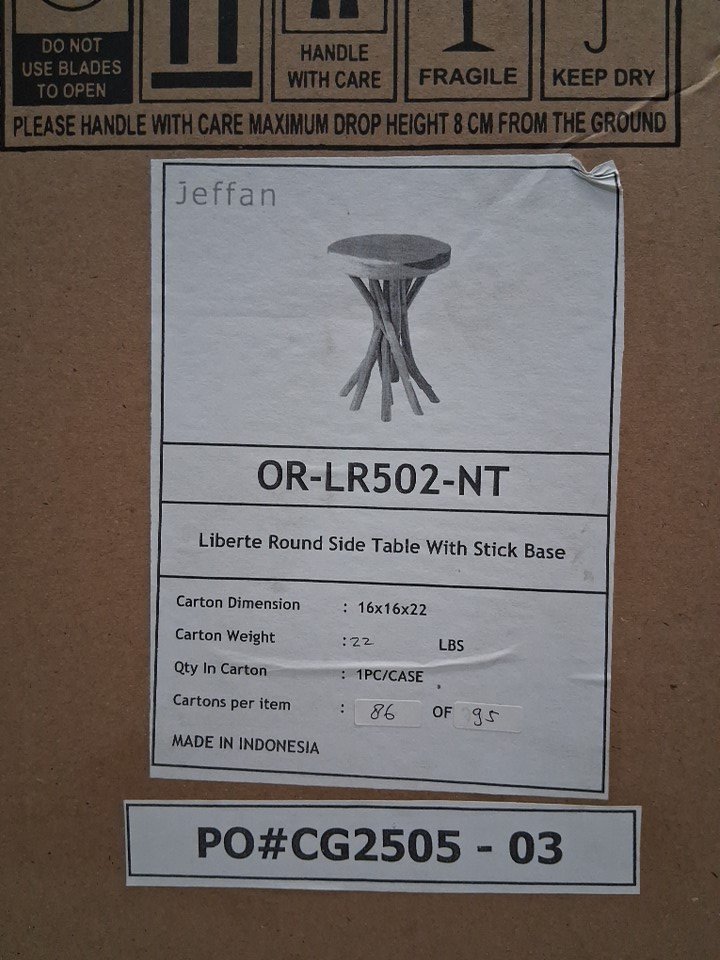 DO NOT
USE BLADES
TO OPEN
HANDLE
WITH CARE
FRAGILE
KEEP DRY
PLEASE HANDLE WITH CARE MAXIMUM DROP HEIGHT 8 CM FROM THE GROUND
jeffan
OR-LR502-NT
Liberte Round Side Table With Stick Base
Carton Dimension : 16x16x22
Carton Weight : 22 LBS
Qty In Carton : 1PC/CASE
Cartons per item : 86 OF 95
MADE IN INDONESIA
PO#CG2505 - 03